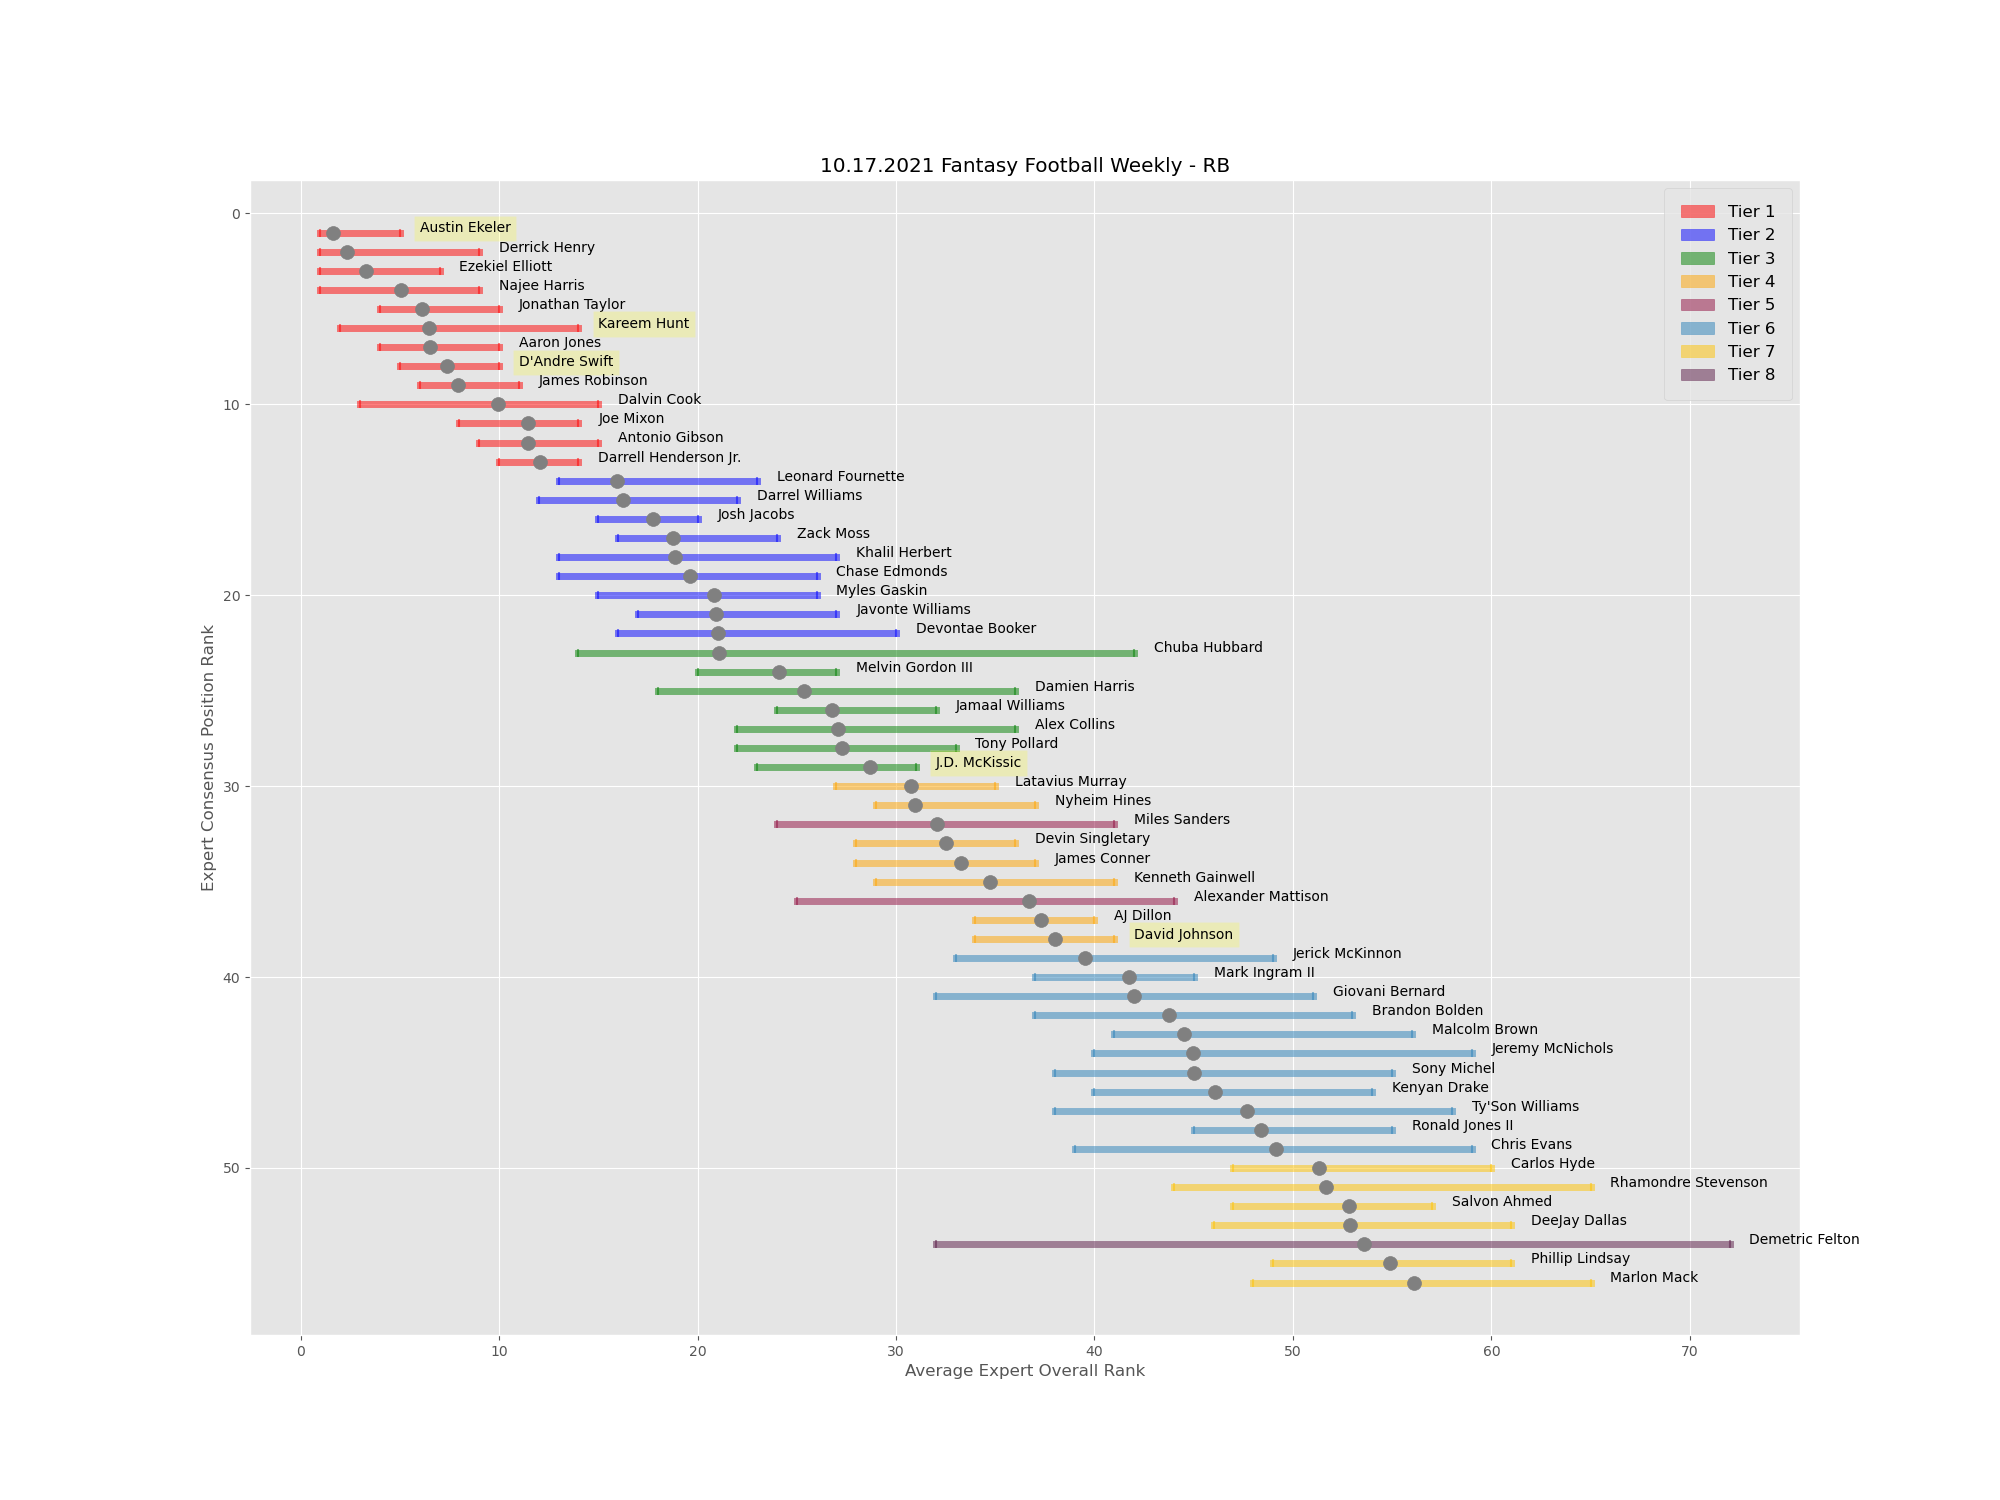 10.17.2021 Fantasy Football Weekly - RB
Tier 1
Tier 2
Tier 3
Tier 4
Tier 5
Tier 6
Tier 7
Tier 8
Austin Ekeler
Derrick Henry
Ezekiel Elliott
Najee Harris
Jonathan Taylor
Kareem Hunt
Aaron Jones
D'Andre Swift
James Robinson
Dalvin Cook
Joe Mixon
Antonio Gibson
Darrell Henderson Jr.
Leonard Fournette
Darrel Williams
Josh Jacobs
Zack Moss
Khalil Herbert
Chase Edmonds
Myles Gaskin
Javonte Williams
Devontae Booker
Chuba Hubbard
Melvin Gordon III
Damien Harris
Jamaal Williams
Alex Collins
Tony Pollard
J.D. McKissic
Latavius Murray
Nyheim Hines
Miles Sanders
Devin Singletary
James Conner
Kenneth Gainwell
Alexander Mattison
AJ Dillon
David Johnson
Jerick McKinnon
Mark Ingram II
Giovani Bernard
Brandon Bolden
Malcolm Brown
Jeremy McNichols
Sony Michel
Kenyan Drake
Ty'Son Williams
Ronald Jones II
Chris Evans
Carlos Hyde
Rhamondre Stevenson
Salvon Ahmed
DeeJay Dallas
Demetric Felton
Phillip Lindsay
Marlon Mack
0
10
20
30
40
50
Expert Consensus Position Rank
0 10 20 30 40 50 60 70
Average Expert Overall Rank